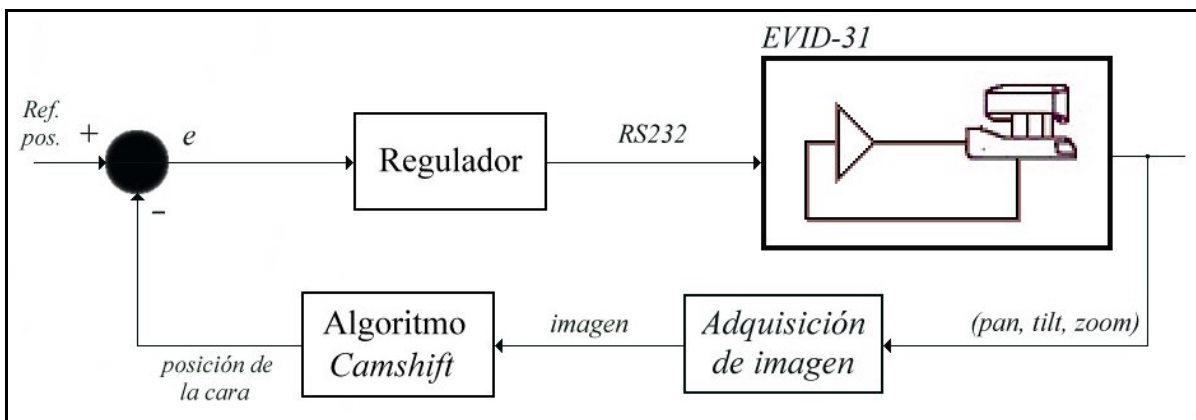 EVID-31
Ref.
pos.
+
e
Regulador
RS232
-
Algoritmo
Camshift
imagen
Adquisición
de imagen
(pan, tilt, zoom)
posición de
la cara